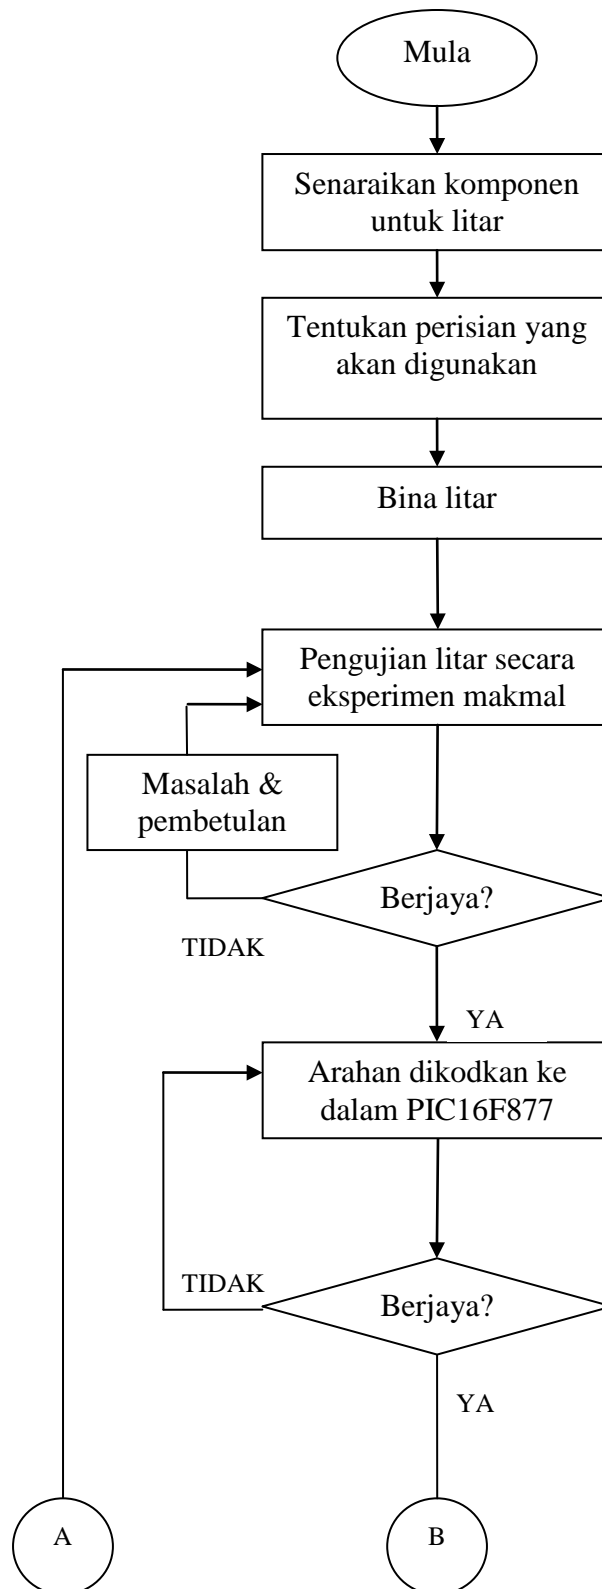 Mula
Senaraikan komponen
untuk litar
Tentukan perisian yang
akan digunakan
Bina litar
Pengujian litar secara
eksperimen makmal
Masalah &
pembetulan
Berjaya?
TIDAK
YA
Arahan dikodkan ke
dalam PIC16F877
TIDAK
Berjaya?
YA
A
B